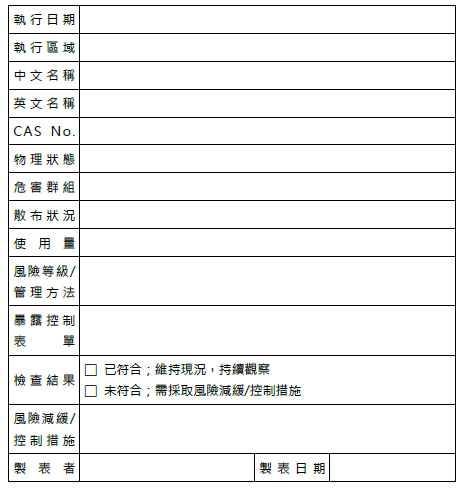 執行日期
執行區域
中文名稱
英文名稱
CAS No.
物理狀態
危害群組
散布狀況
使用量
風險等級/
管理方法
暴露控制
表單
檢查結果
□ 已符合；維持現況，持續觀察
□ 未符合；需採取風險減緩/控制措施
風險減緩/
控制措施
製表者 製表日期